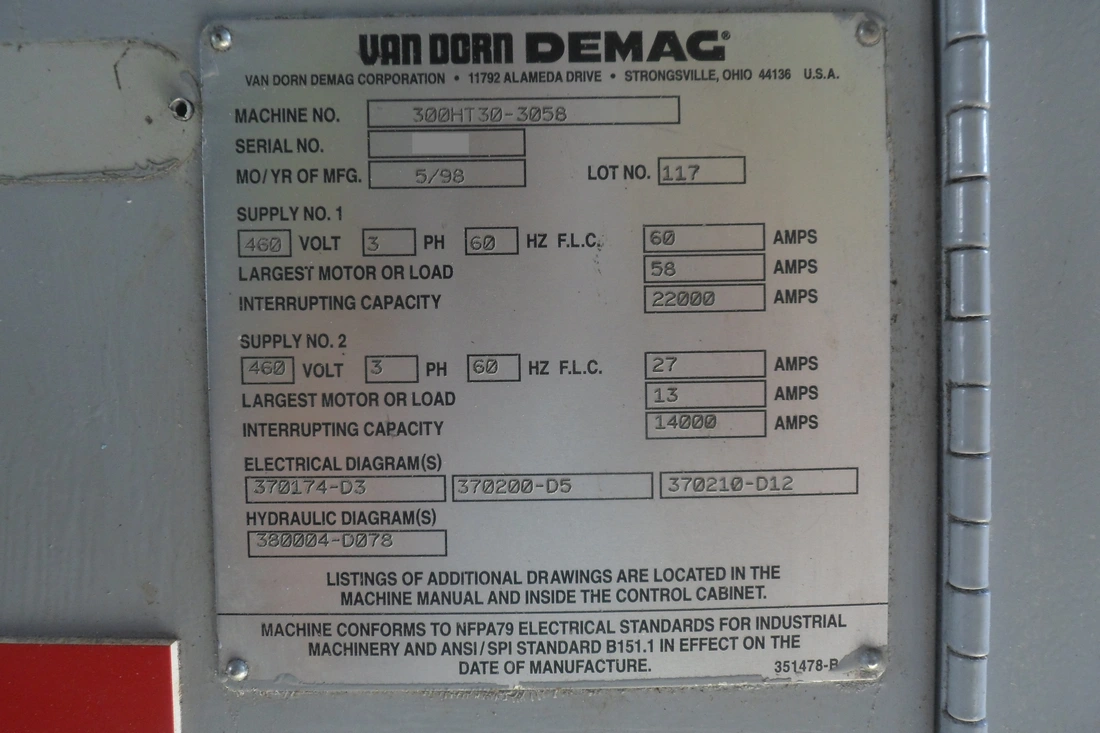 VAN DORN DEMAG®
VAN DORN DEMAG CORPORATION • 11792 ALAMEDA DRIVE • STRONGSVILLE, OHIO 44136 U.S.A.
MACHINE NO. 300HT30-3058
SERIAL NO.
MO/YR OF MFG. 5/98 LOT NO. 117
SUPPLY NO. 1
460 VOLT 3 PH 60 HZ F.L.C. 60 AMPS
LARGEST MOTOR OR LOAD 58 AMPS
INTERRUPTING CAPACITY 22000 AMPS
SUPPLY NO. 2
460 VOLT 3 PH 60 HZ F.L.C. 27 AMPS
LARGEST MOTOR OR LOAD 13 AMPS
INTERRUPTING CAPACITY 14000 AMPS
ELECTRICAL DIAGRAM(S)
370174-D3 370200-D5 370210-D12
HYDRAULIC DIAGRAM(S)
380004-D078
LISTINGS OF ADDITIONAL DRAWINGS ARE LOCATED IN THE
MACHINE MANUAL AND INSIDE THE CONTROL CABINET.
MACHINE CONFORMS TO NFPA79 ELECTRICAL STANDARDS FOR INDUSTRIAL
MACHINERY AND ANSI/SPI STANDARD B151.1 IN EFFECT ON THE
DATE OF MANUFACTURE. 351478-B